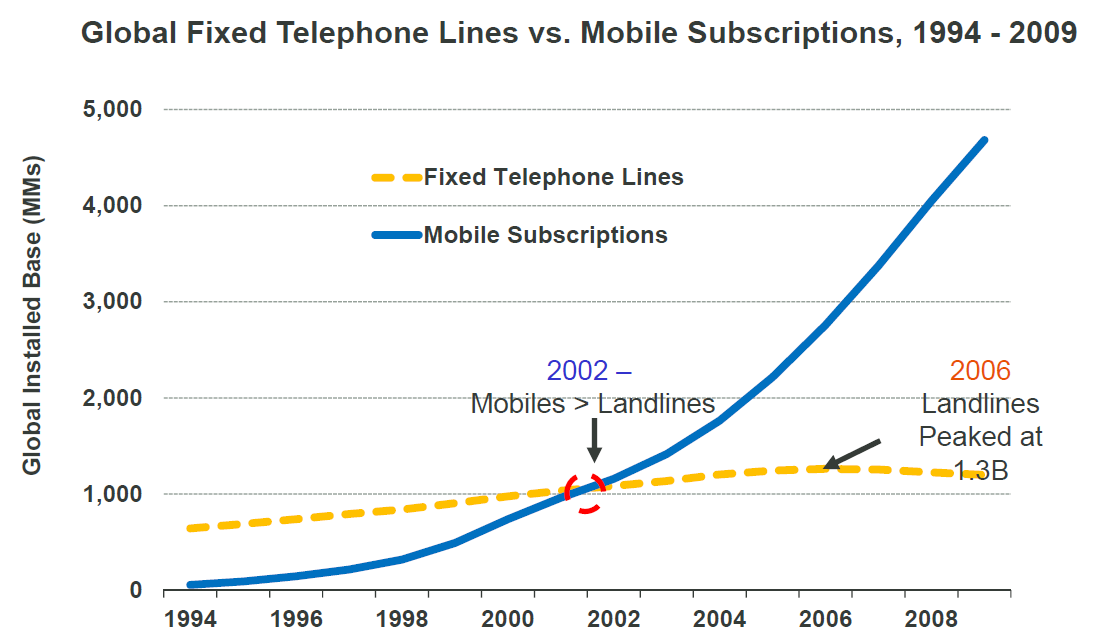 Global Fixed Telephone Lines vs. Mobile Subscriptions, 1994 - 2009
Global Installed Base (MMs)
5,000
4,000
3,000
2,000
1,000
0
Fixed Telephone Lines
Mobile Subscriptions
2002 –
Mobiles > Landlines
2006
Landlines
Peaked at
1.3B
1994 1996 1998 2000 2002 2004 2006 2008